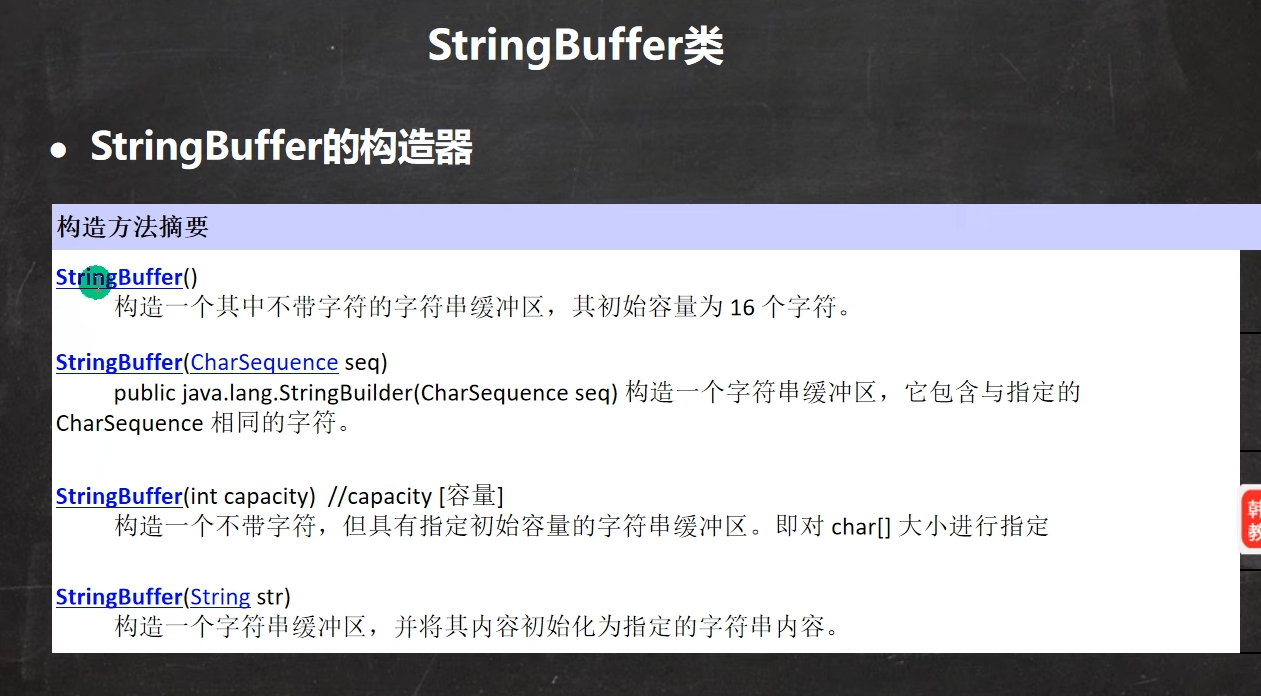 StringBuffer类
● StringBuffer的构造器
构造方法摘要
StringBuffer()
构造一个其中不带字符的字符串缓冲区，其初始容量为 16 个字符。
StringBuffer(CharSequence seq)
public java.lang.StringBuilder(CharSequence seq) 构造一个字符串缓冲区，它包含与指定的
CharSequence 相同的字符。
StringBuffer(int capacity)  //capacity [容量]
构造一个不带字符，但具有指定初始容量的字符串缓冲区。即对 char[] 大小进行指定
StringBuffer(String str)
构造一个字符串缓冲区，并将其内容初始化为指定的字符串内容。
韩
教